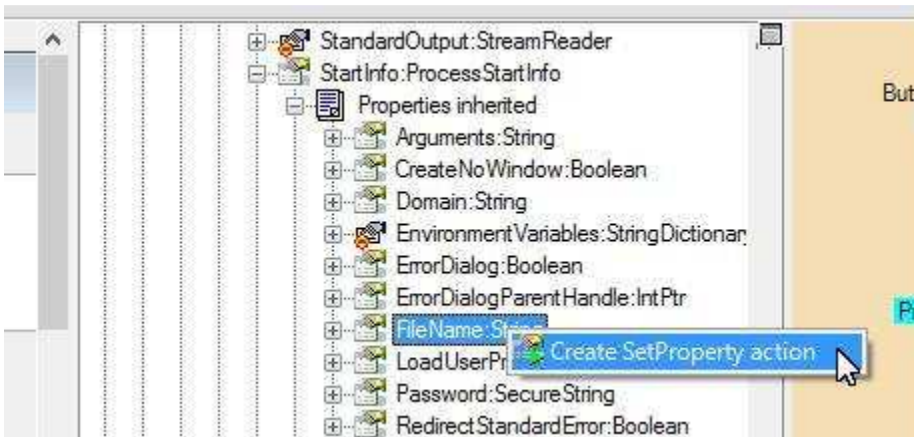 StandardOutput:StreamReader
StartInfo:ProcessStartInfo
But
Properties inherited
Arguments:String
CreateNoWindow:Boolean
Domain:String
EnvironmentVariables:StringDictionar
ErrorDialog:Boolean
ErrorDialogParentHandle:IntPtr
FileName:String
Create SetProperty action
LoadUserPr
Password:SecureString
RedirectStandardError:Boolean